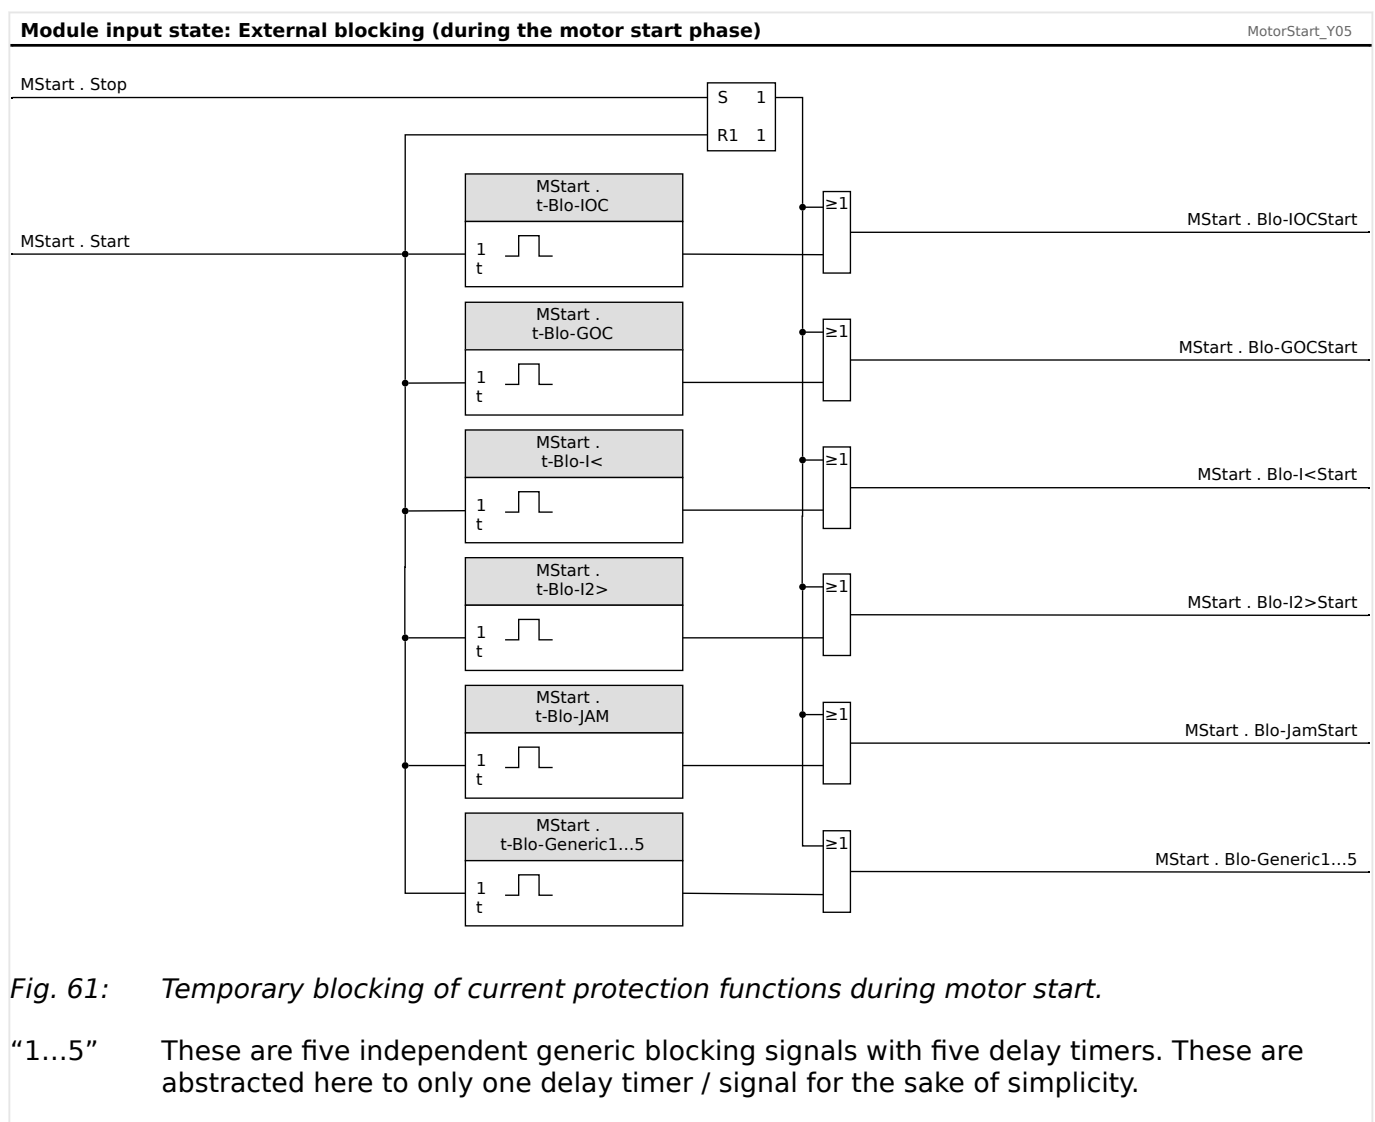 Module input state: External blocking (during the motor start phase)
MotorStart_Y05
MStart . Stop
S 1
R1 1
MStart .
t-Blo-IOC
≥1
MStart . Blo-IOCStart
MStart . Start
1
t
MStart .
t-Blo-GOC
≥1
MStart . Blo-GOCStart
1
t
MStart .
t-Blo-I<
≥1
MStart . Blo-I<Start
1
t
MStart .
t-Blo-I2>
≥1
MStart . Blo-I2>Start
1
t
MStart .
t-Blo-JAM
≥1
MStart . Blo-JamStart
1
t
MStart .
t-Blo-Generic1...5
≥1
MStart . Blo-Generic1...5
1
t
Fig. 61: Temporary blocking of current protection functions during motor start.
“1...5” These are five independent generic blocking signals with five delay timers. These are
abstracted here to only one delay timer / signal for the sake of simplicity.